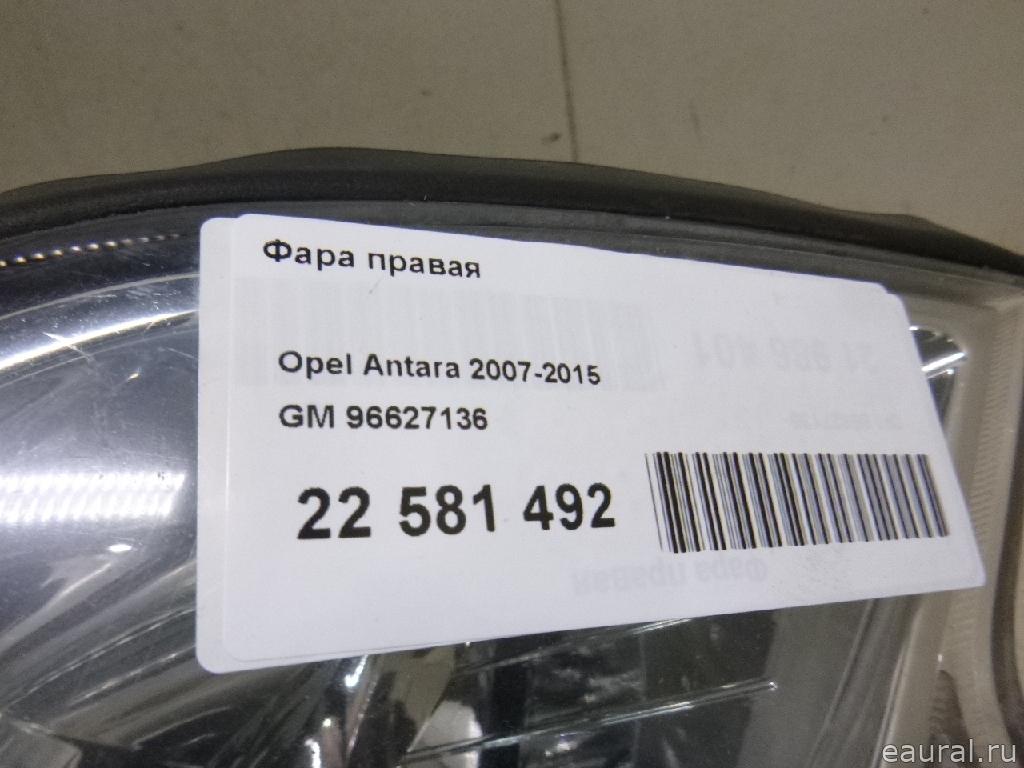 Фара правая
Opel Antara 2007-2015
GM 96627136
22 581 492
eaural.ru